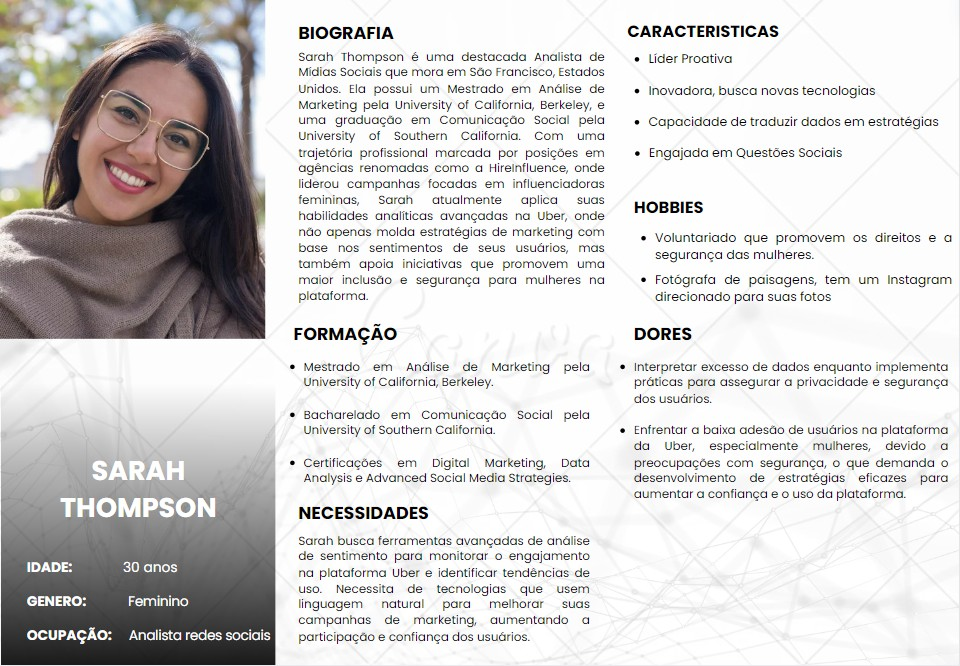 BIOGRAFIA
Sarah Thompson é uma destacada Analista de
Mídias Sociais que mora em São Francisco, Estados
Unidos. Ela possui um Mestrado em Análise de
Marketing pela University of California, Berkeley, e
uma graduação em Comunicação Social pela
University of Southern California. Com uma
trajetória profissional marcada por posições em
agências renomadas como a HireInfluence, onde
liderou campanhas focadas em influenciadoras
femininas, Sarah atualmente aplica suas
habilidades analíticas avançadas na Uber, onde
não apenas molda estratégias de marketing com
base nos sentimentos de seus usuários, mas
também apoia iniciativas que promovem uma
maior inclusão e segurança para mulheres na
plataforma.
FORMAÇÃO
Mestrado em Análise de Marketing pela
University of California, Berkeley.
Bacharelado em Comunicação Social pela
University of Southern California.
Certificações em Digital Marketing, Data
Analysis e Advanced Social Media Strategies.
NECESSIDADES
Sarah busca ferramentas avançadas de análise
de sentimento para monitorar o engajamento
na plataforma Uber e identificar tendências de
uso. Necessita de tecnologias que usem
linguagem natural para melhorar suas
campanhas de marketing, aumentando a
participação e confiança dos usuários.
CARACTERISTICAS
Líder Proativa
Inovadora, busca novas tecnologias
Capacidade de traduzir dados em estratégias
Engajada em Questões Sociais
HOBBIES
Voluntariado que promovem os direitos e a
segurança das mulheres.
Fotógrafa de paisagens, tem um Instagram
direcionado para suas fotos
DORES
Interpretar excesso de dados enquanto implementa
práticas para assegurar a privacidade e segurança
dos usuários.
Enfrentar a baixa adesão de usuários na plataforma
da Uber, especialmente mulheres, devido a
preocupações com segurança, o que demanda o
desenvolvimento de estratégias eficazes para
aumentar a confiança e o uso da plataforma.
SARAH
THOMPSON
IDADE: 30 anos
GENERO: Feminino
OCUPAÇÃO: Analista redes sociais
Canva